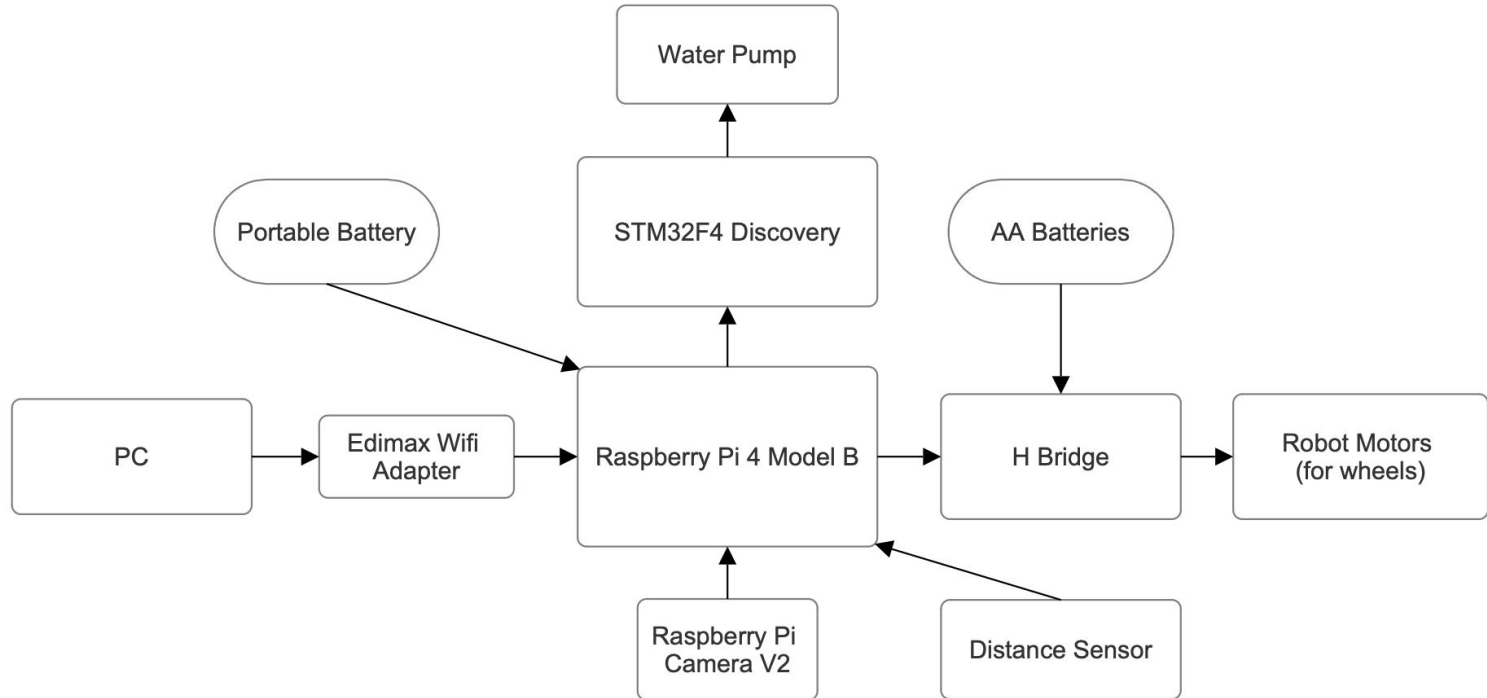 Water Pump
Portable Battery
STM32F4 Discovery
AA Batteries
PC
Edimax Wifi
Adapter
Raspberry Pi 4 Model B
H Bridge
Robot Motors
(for wheels)
Raspberry Pi
Camera V2
Distance Sensor